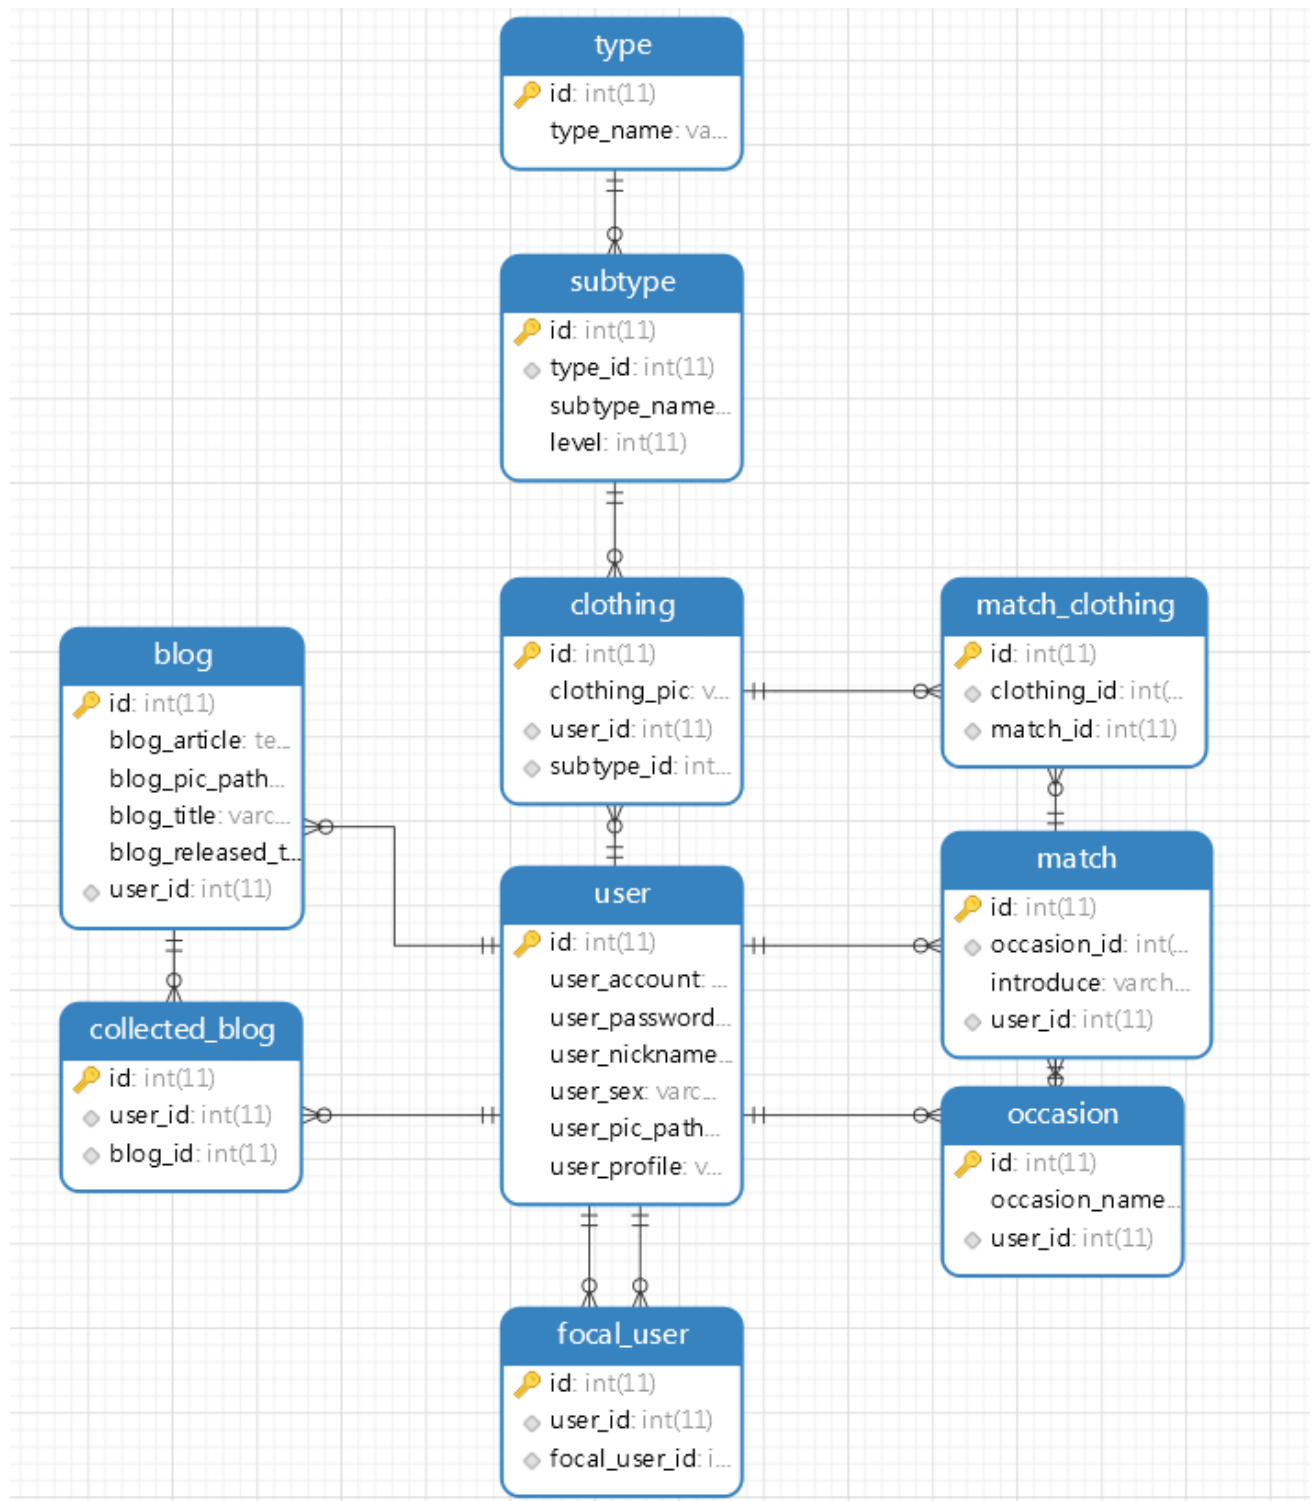 type
id: int(11)
type_name: va...
subtype
id: int(11)
type_id: int(11)
subtype_name...
level: int(11)
clothing
id: int(11)
clothing_pic: v...
user_id: int(11)
subtype_id: int...
match_clothing
id: int(11)
clothing_id: int(...
match_id: int(11)
blog
id: int(11)
blog_article: te...
blog_pic_path...
blog_title: varc...
blog_released_t...
user_id: int(11)
user
id: int(11)
user_account: ...
user_password...
user_nickname...
user_sex: varc...
user_pic_path...
user_profile: v...
match
id: int(11)
occasion_id: int(...
introduce: varch...
user_id: int(11)
collected_blog
id: int(11)
user_id: int(11)
blog_id: int(11)
occasion
id: int(11)
occasion_name...
user_id: int(11)
focal_user
id: int(11)
user_id: int(11)
focal_user_id: i...